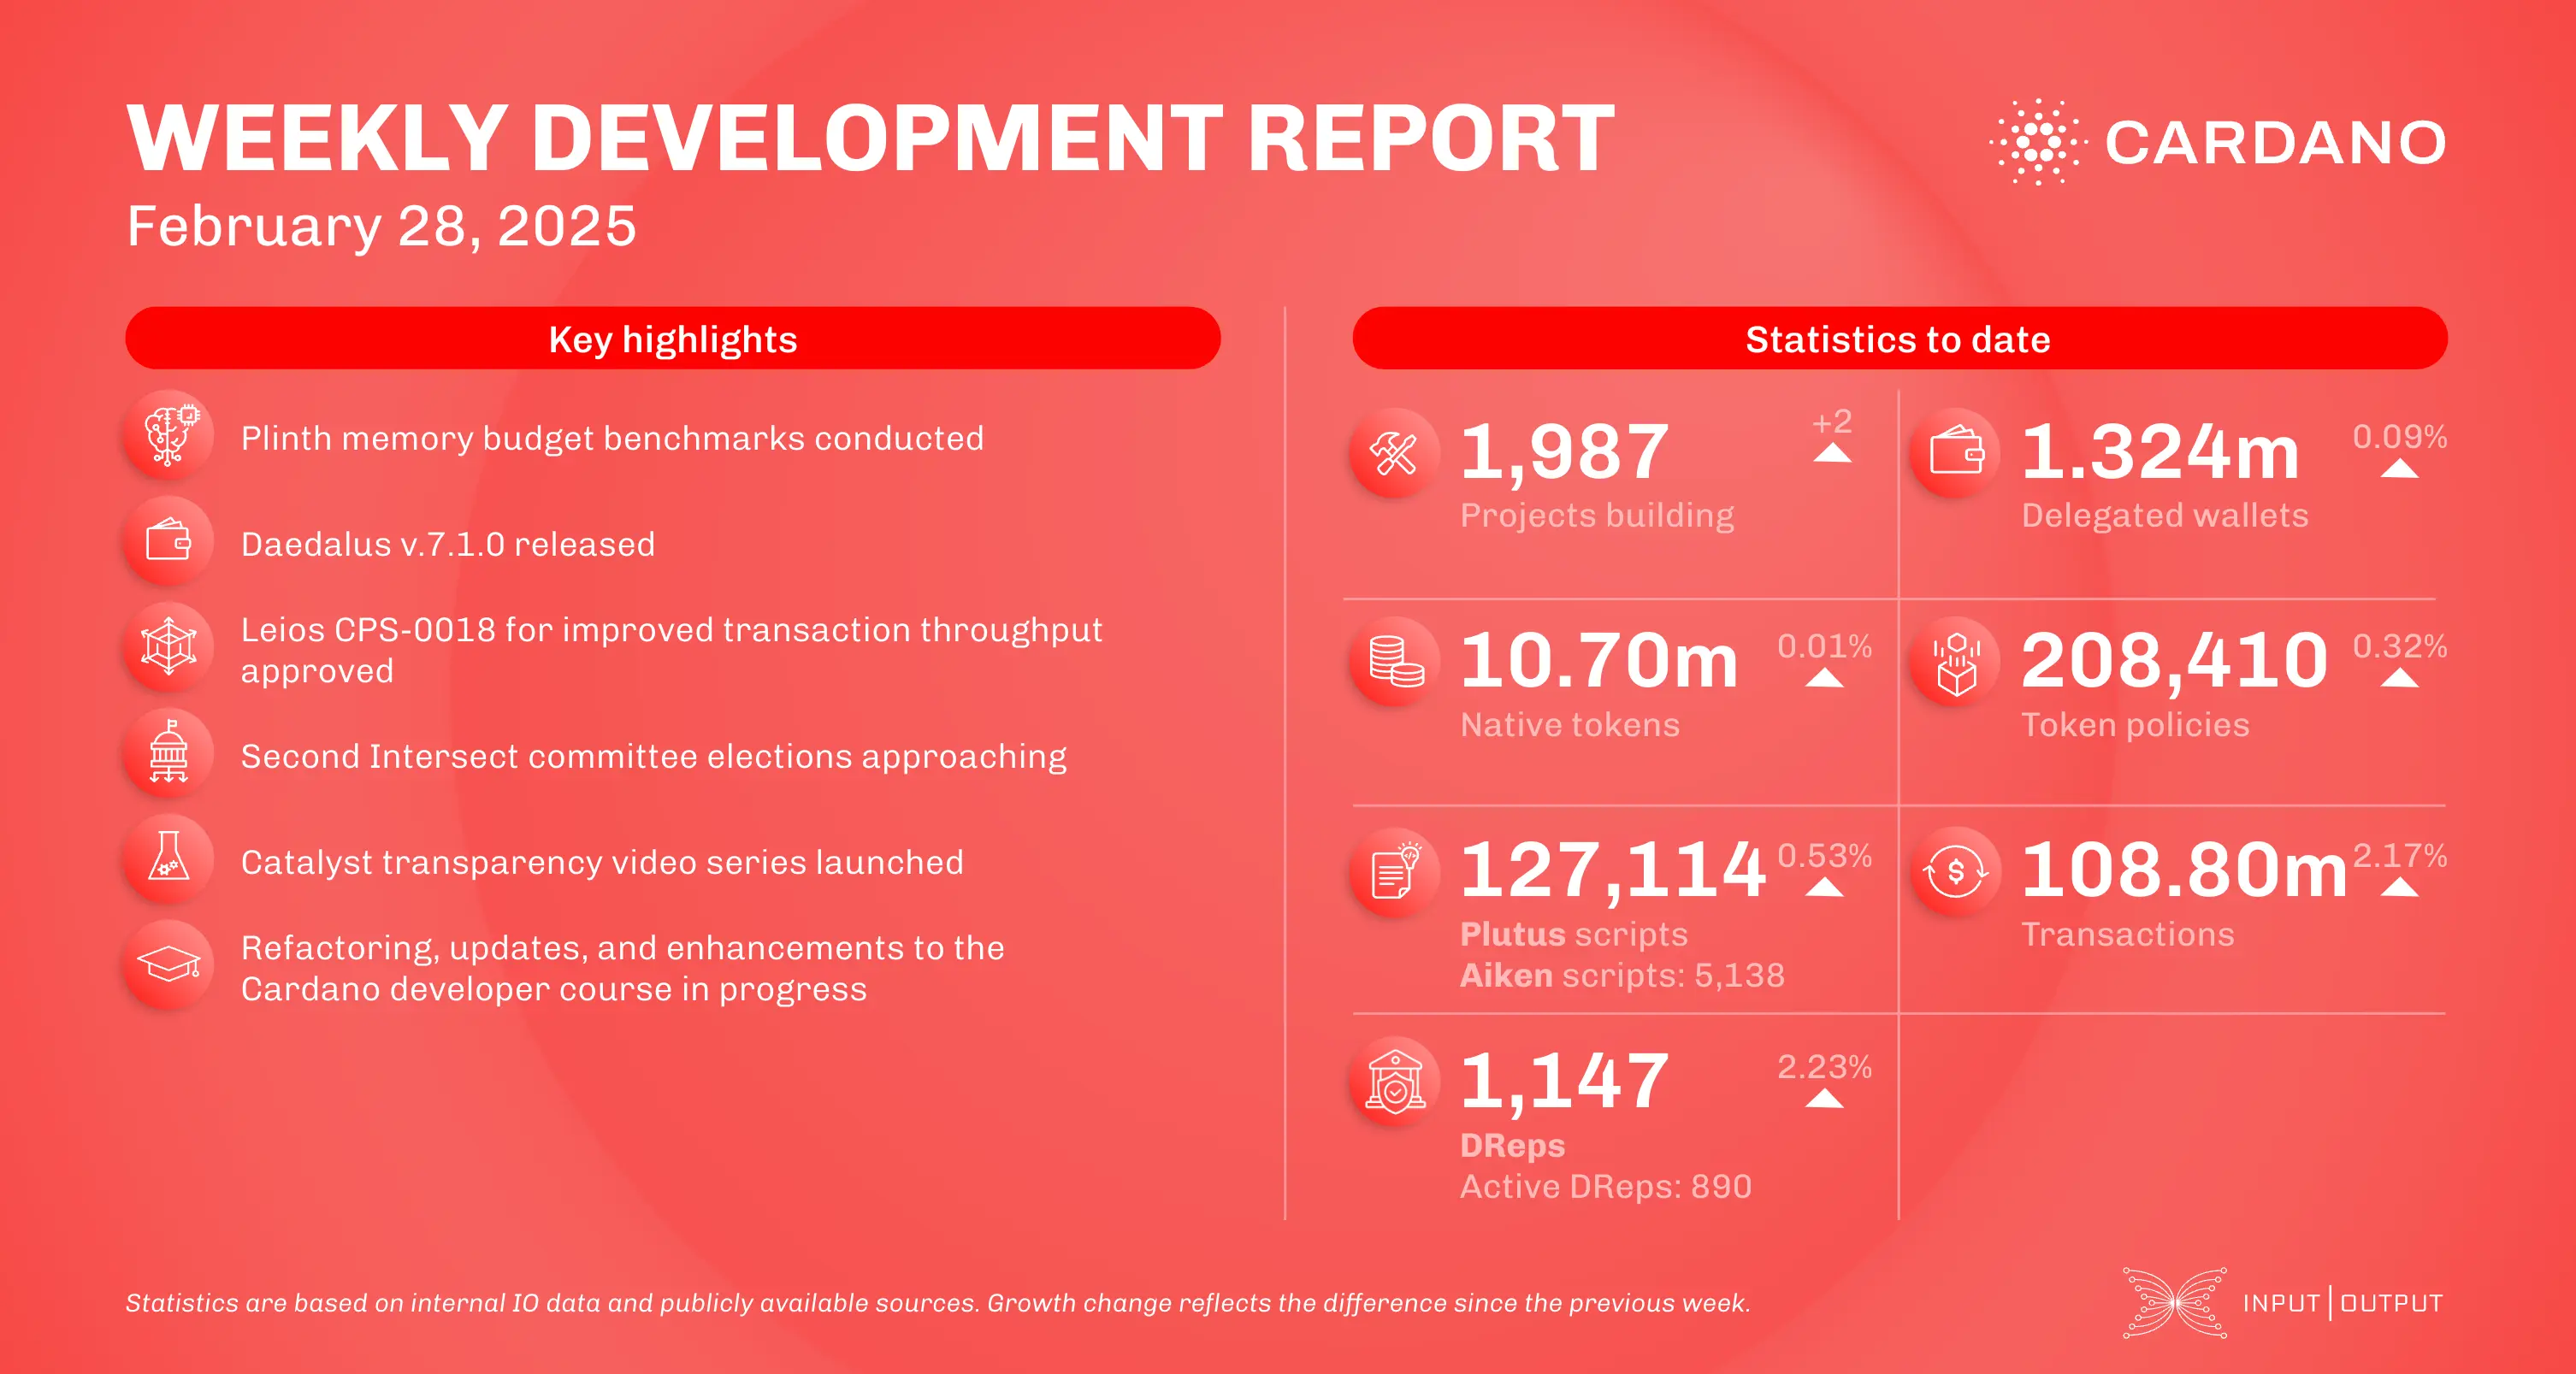 WEEKLY DEVELOPMENT REPORT
February 28, 2025
CARDANO
Key highlights
Plinth memory budget benchmarks conducted
Daedalus v.7.1.0 released
Leios CPS-0018 for improved transaction throughput
approved
Second Intersect committee elections approaching
Catalyst transparency video series launched
Refactoring, updates, and enhancements to the
Cardano developer course in progress
Statistics to date
1,987
+2
Projects building
1.324m
0.09%
Delegated wallets
10.70m
0.01%
Native tokens
208,410
0.32%
Token policies
127,114
0.53%
Plutus scripts
Aiken scripts: 5,138
108.80m
2.17%
Transactions
1,147
2.23%
DReps
Active DReps: 890
Statistics are based on internal IO data and publicly available sources. Growth change reflects the difference since the previous week.
INPUT | OUTPUT